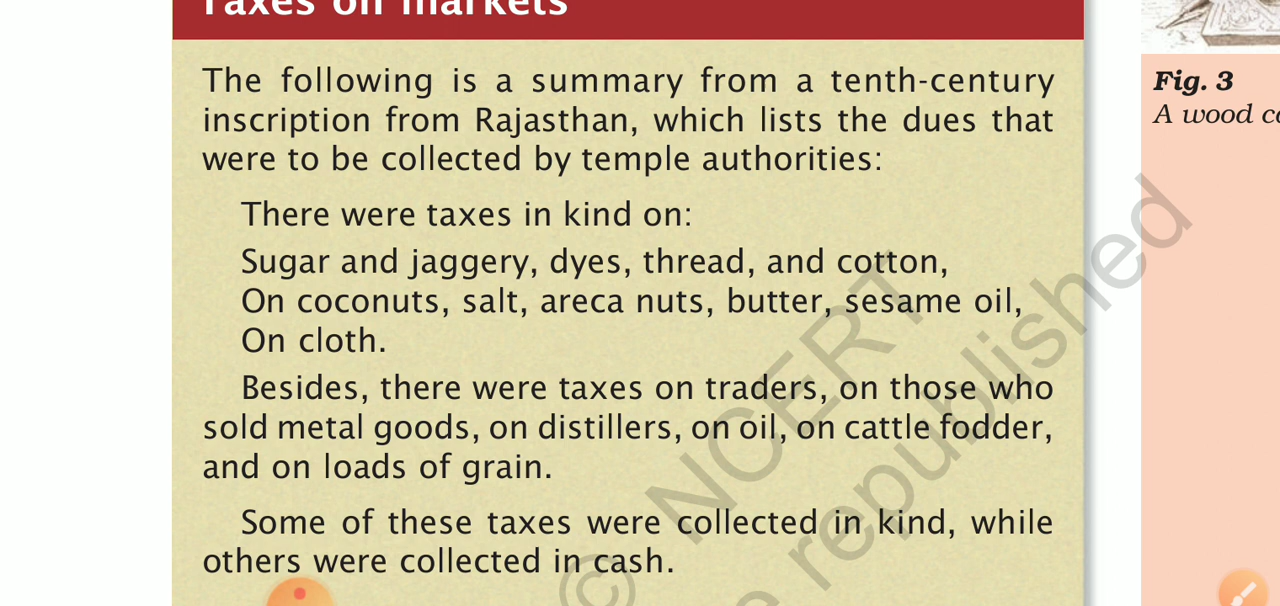 Taxes on markets
The following is a summary from a tenth-century
inscription from Rajasthan, which lists the dues that
were to be collected by temple authorities:
There were taxes in kind on:
Sugar and jaggery, dyes, thread, and cotton,
On coconuts, salt, areca nuts, butter, sesame oil,
On cloth.
Besides, there were taxes on traders, on those who
sold metal goods, on distillers, on oil, on cattle fodder,
and on loads of grain.
Some of these taxes were collected in kind, while
others were collected in cash.
Fig. 3
A wood
© NCERT
republished